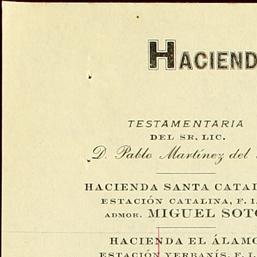 HACIEND
TESTAMENTARIA
DEL SR. LIC.
D. Pablo Martínez del
HACIENDA SANTA CATAL
ESTACIÓN CATALINA, F. I.
ADMOR. MIGUEL SOTO
HACIENDA EL ÁLAMO
ESTACIÓN YERBANÍS, F. I.